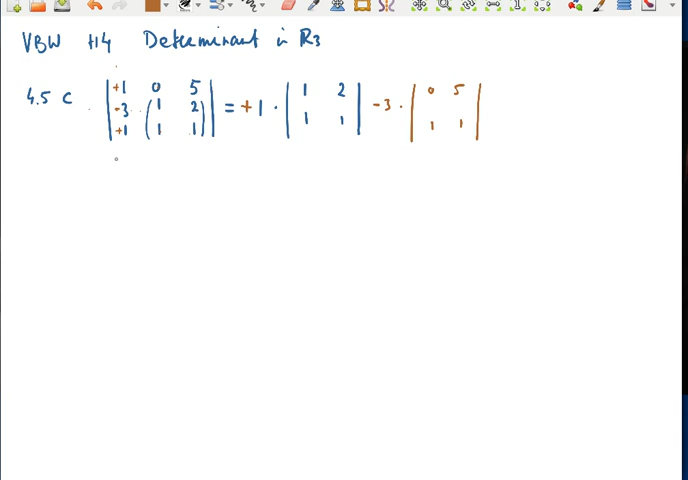 VBW H4 Determinant in R3
4.5 c | +1 0 5 | = +1 · | 1 2 | -3 · | 0 5 |
| -3 1 2 | | 1 1 | | 1 1 |
| +1 1 1 |